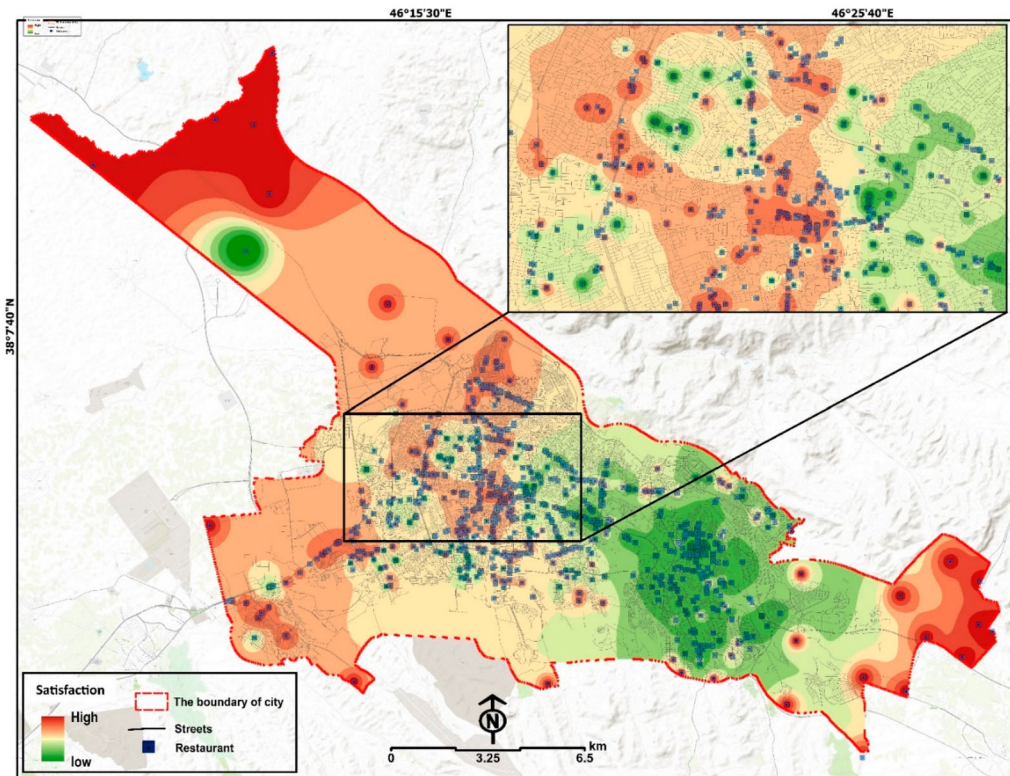 46°15'30"E
46°25'40"E
38°7'40"N
Satisfaction
High
low
The boundary of city
Streets
Restaurant
N
km
0
3.25
6.5